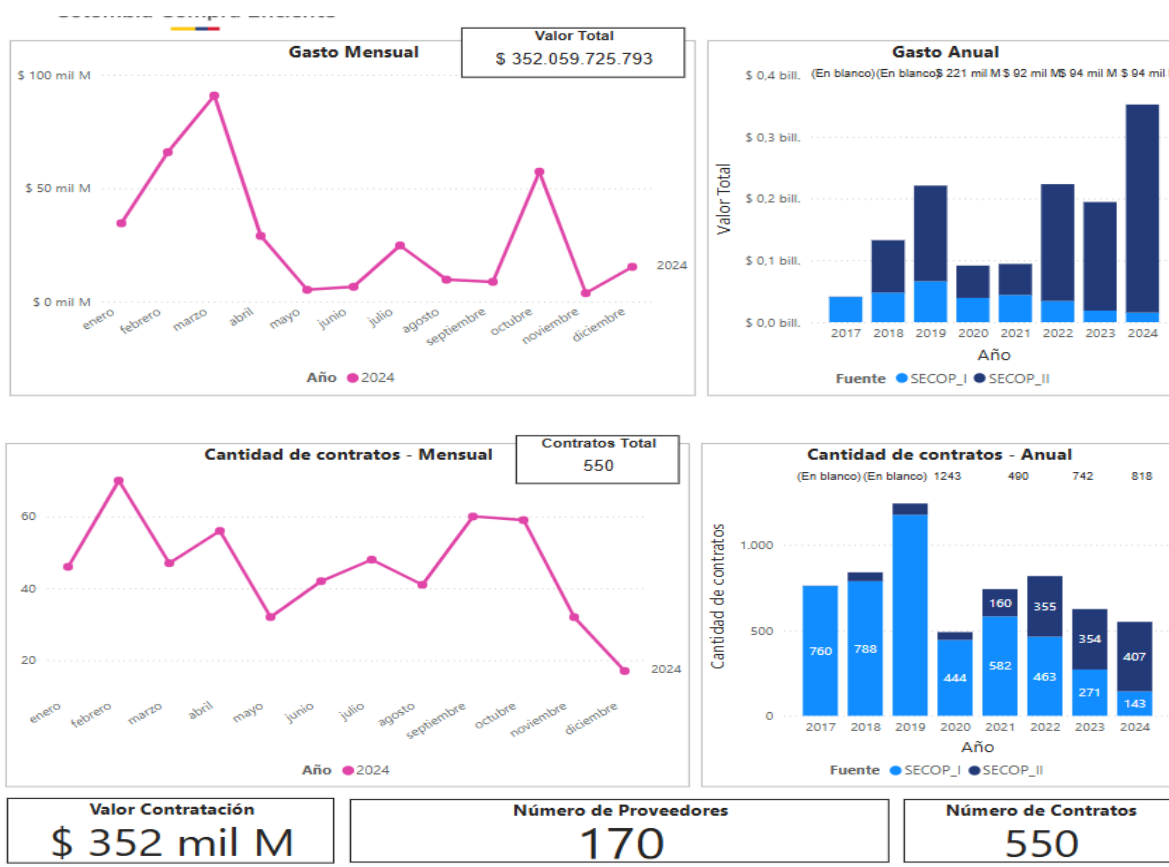 Gasto Mensual
Valor Total
$ 352.059.725.793
$ 100 mil M
$ 50 mil M
$ 0 mil M
2024
enero
febrero
marzo
abril
mayo
junio
julio
agosto
septiembre
octubre
noviembre
diciembre
Año 2024
Gasto Anual
(En blanco) (En blanco) $ 221 mil M $ 92 mil M $ 94 mil M $ 94 mil
$ 0,4 bill.
$ 0,3 bill.
$ 0,2 bill.
$ 0,1 bill.
$ 0,0 bill.
Valor Total
2017 2018 2019 2020 2021 2022 2023 2024
Año
Fuente SECOP_I SECOP_II
Cantidad de contratos - Mensual
Contratos Total
550
60
40
20
2024
enero
febrero
marzo
abril
mayo
junio
julio
agosto
septiembre
octubre
noviembre
diciembre
Año 2024
Cantidad de contratos - Anual
(En blanco) (En blanco) 1243 490 742 818
1.000
500
0
Cantidad de contratos
160 355
354
407
760 788 444 582 463 271 143
2017 2018 2019 2020 2021 2022 2023 2024
Año
Fuente SECOP_I SECOP_II
Valor Contratación
$ 352 mil M
Número de Proveedores
170
Número de Contratos
550